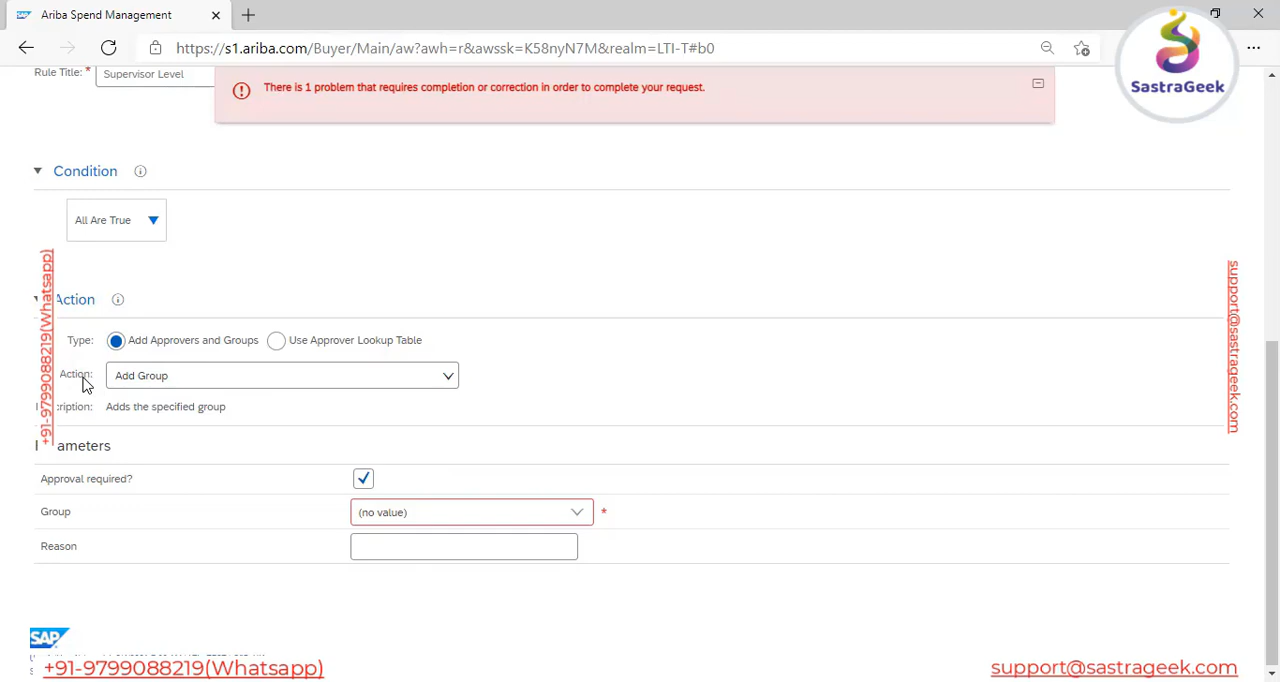 Ariba Spend Management
https://s1.ariba.com/Buyer/Main/aw?awh=r&awssk=K58nyN7M&realm=LTI-T#b0
SastraGeek
Rule Title: * Supervisor Level
There is 1 problem that requires completion or correction in order to complete your request.
Condition
All Are True
Action
Type: Add Approvers and Groups Use Approver Lookup Table
Action: Add Group
cription: Adds the specified group
ameters
Approval required?
Group (no value) *
Reason
SAP
+91-9799088219(Whatsapp)
support@sastrageek.com
+91-9799088219(Whatsapp)
support@sastrageek.com